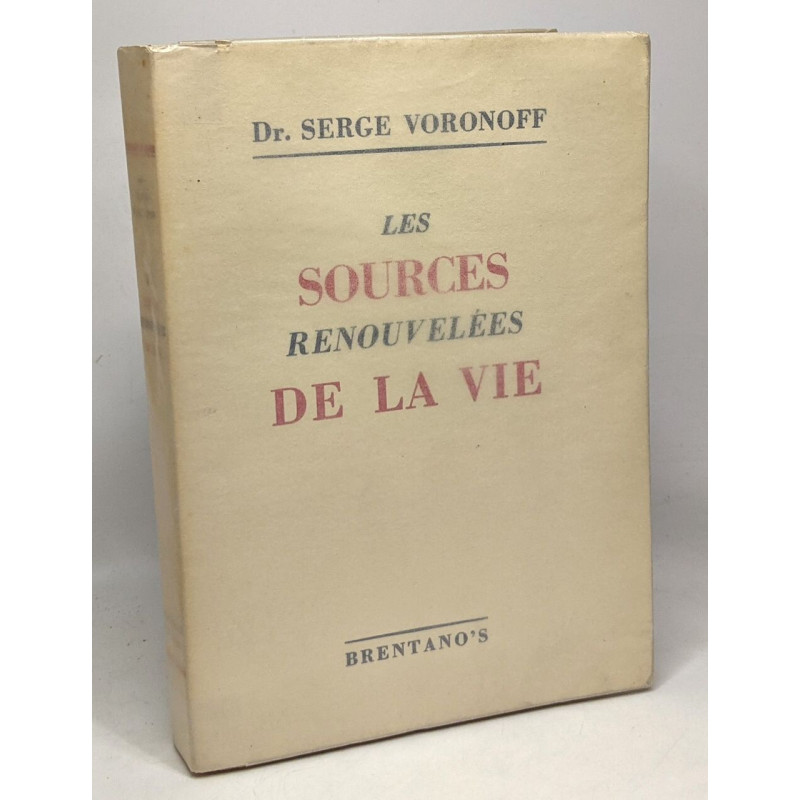 Dr. SERGE VORONOFF
LES
SOURCES
RENOUVELÉES
DE LA VIE
BRENTANO'S